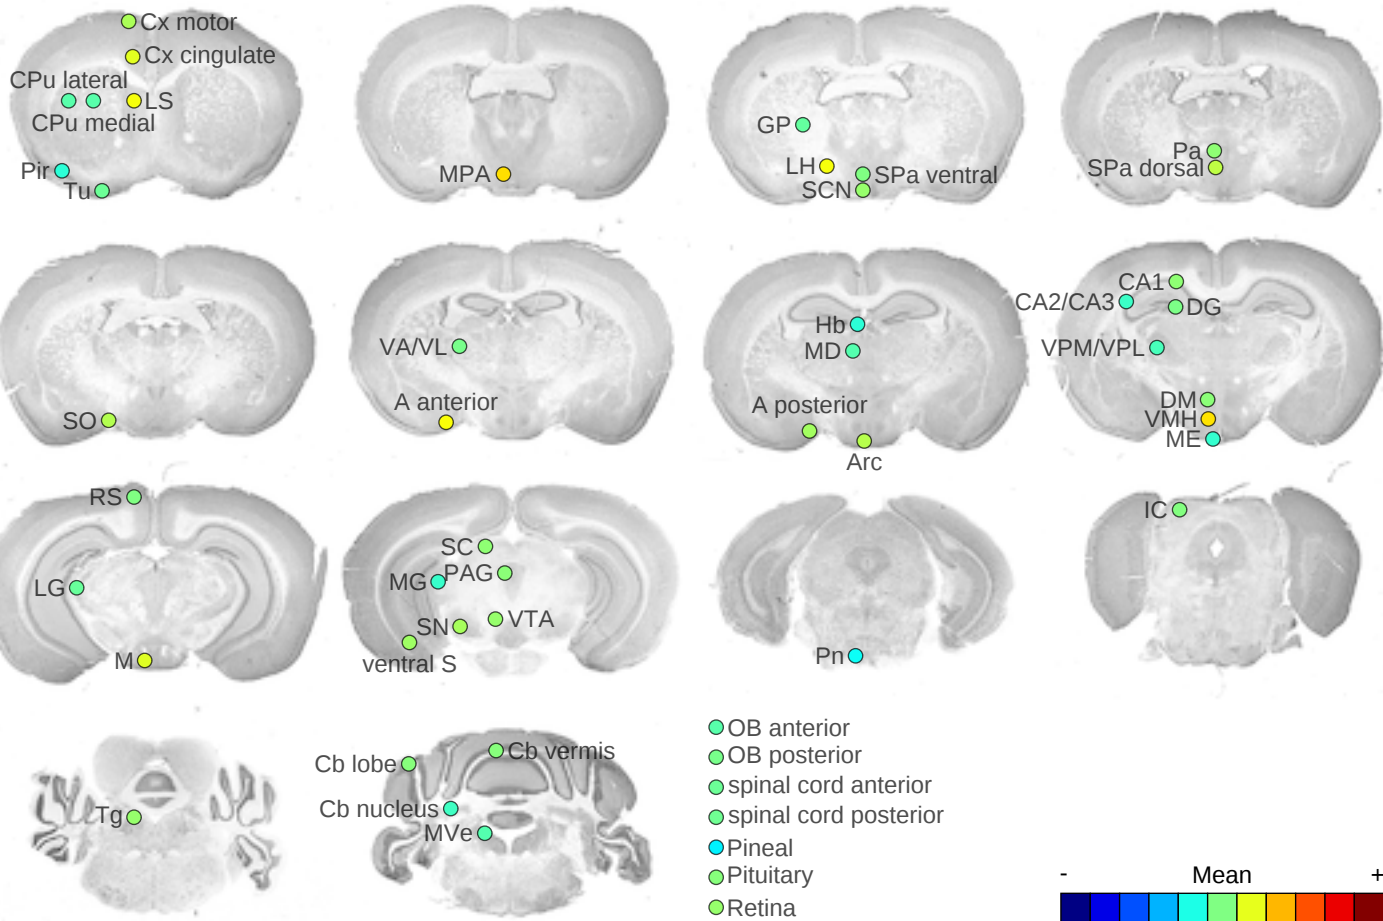 Cx motor
Cx cingulate
CPu lateral
LS
CPu medial
Pir
Tu
MPA
GP
LH
SPa ventral
SCN
Pa
SPa dorsal
SO
VA/VL
A anterior
Hb
MD
A posterior
Arc
CA1
CA2/CA3
DG
VPM/VPL
DM
VMH
ME
RS
LG
M
SC
MG
PAG
SN
VTA
ventral S
Pn
IC
Tg
Cb lobe
Cb vermis
Cb nucleus
MVe
OB anterior
OB posterior
spinal cord anterior
spinal cord posterior
Pineal
Pituitary
Retina
- Mean +